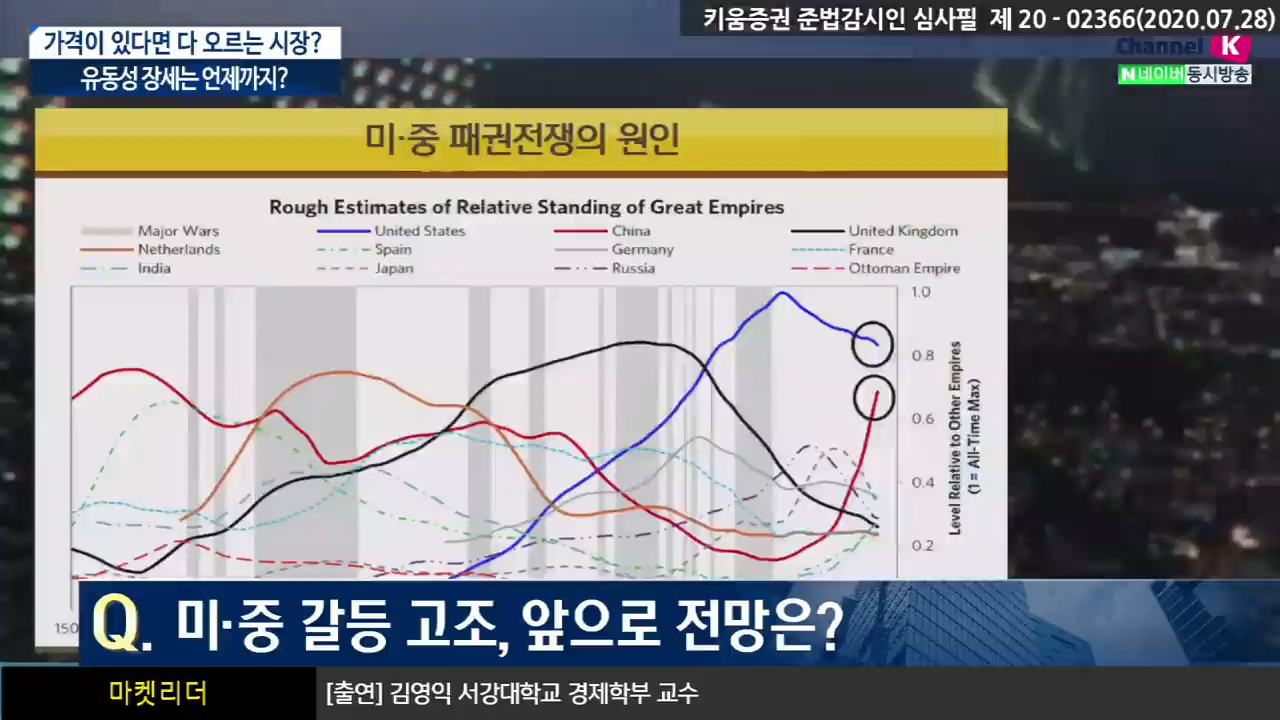 키움증권 준법감시인 심사필 제 20 - 02366(2020.07.28)
가격이 있다면 다 오르는 시장?
유동성 장세는 언제까지?
Channel K
N 네이버 동시방송
미·중 패권전쟁의 원인
Rough Estimates of Relative Standing of Great Empires
Major Wars United States China United Kingdom
Netherlands Spain Germany France
India Japan Russia Ottoman Empire
1.0
0.8
0.6
0.4
0.2
Level Relative to Other Empires
(1 = All-Time Max)
Q. 미·중 갈등 고조, 앞으로 전망은?
마켓리더
[출연] 김영익 서강대학교 경제학부 교수